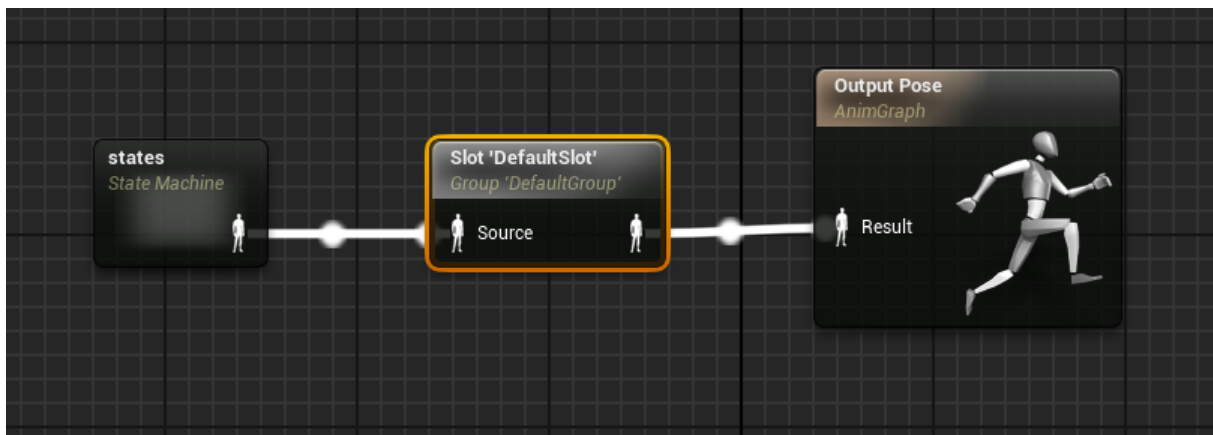 states
State Machine
Slot 'DefaultSlot'
Group 'DefaultGroup'
Source
Output Pose
AnimGraph
Result